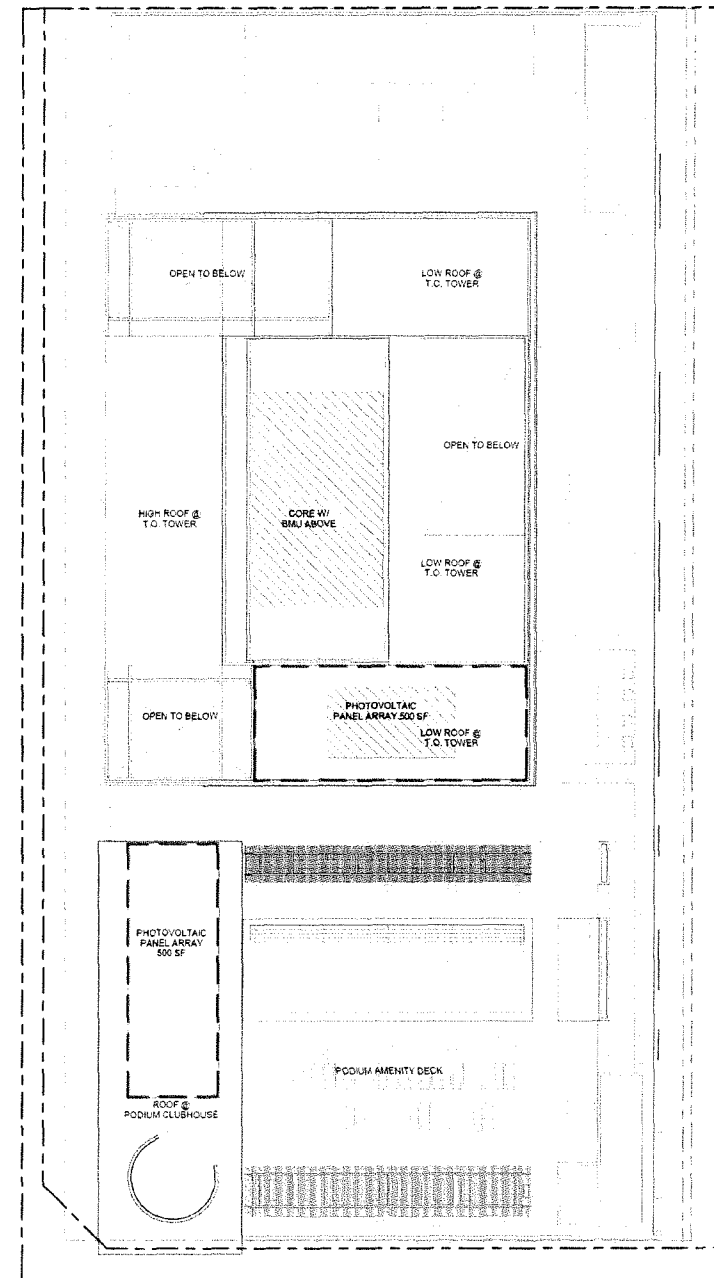 OPEN TO BELOW
LOW ROOF @
T.O. TOWER
OPEN TO BELOW
HIGH ROOF @
T.O. TOWER
CORE W/
BMU ABOVE
LOW ROOF @
T.O. TOWER
OPEN TO BELOW
PHOTOVOLTAIC
PANEL ARRAY 500 SF
LOW ROOF @
T.O. TOWER
PHOTOVOLTAIC
PANEL ARRAY
500 SF
ROOF @
PODIUM CLUBHOUSE
PODIUM AMENITY DECK